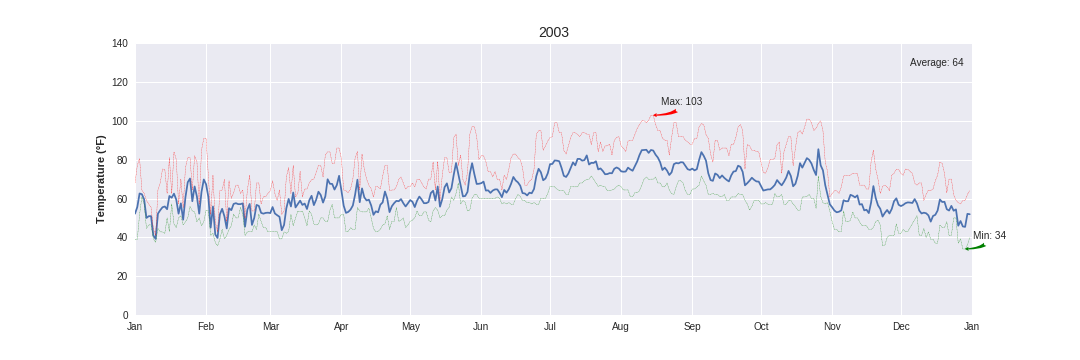 2003
140
Average: 64
120
Max: 103
100
80
Temperature (°F)
60
40
Min: 34
20
0
Jan Feb Mar Apr May Jun Jul Aug Sep Oct Nov Dec Jan